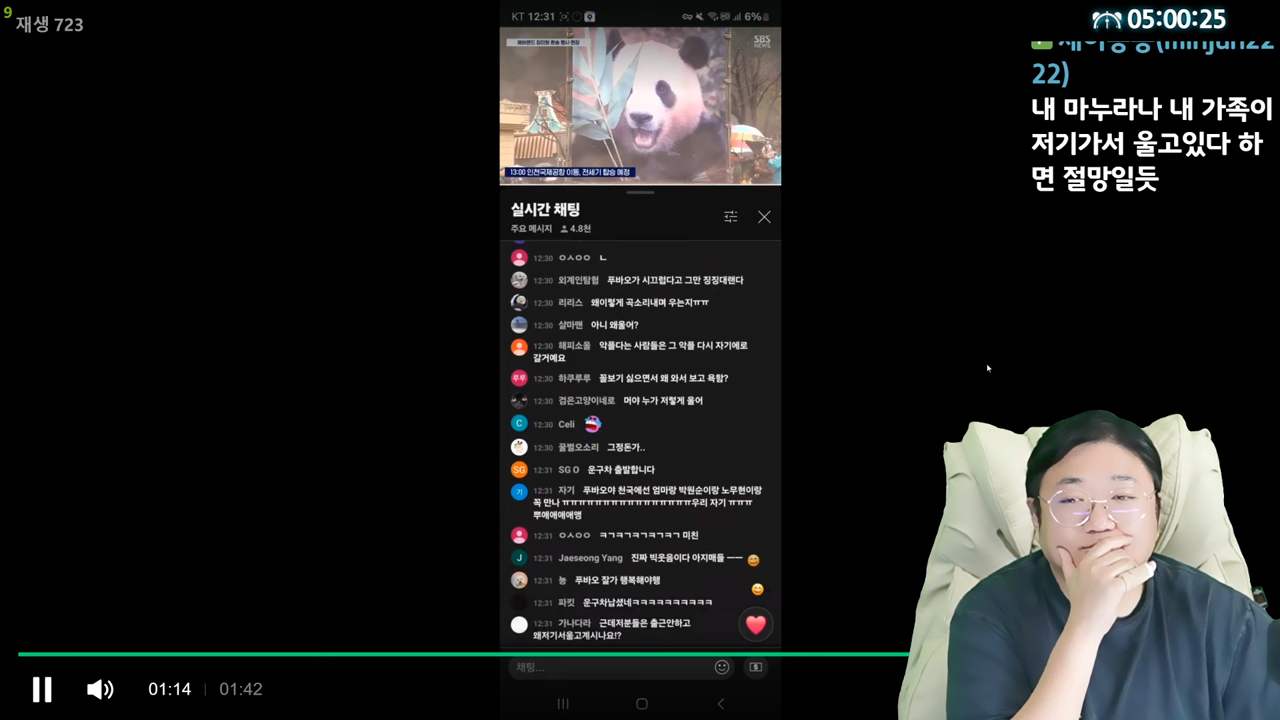 9
재생 723
KT 12:31
6%
05:00:25
22)
내 마누라나 내 가족이
저기가서 울고있다 하
면 절망일듯
SBS
NEWS
13:00 인천국제공항 이동, 전세기 탑승 예정
실시간 채팅
주요 메시지 4.8천
12:30 ㅇㅅㅇㅇ ㄴ
12:30 외계인탐험 푸바오가 시끄럽다고 그만 징징대랜다
12:30 리리스 왜이렇게 곡소리내며 우는지ㅠㅠ
12:30 샬마맨 아니 왜울어?
12:30 해피소울 악플다는 사람들은 그 악플 다시 자기에로
갈거예요
루루 12:30 하쿠루루 꼴보기 싫으면서 왜 와서 보고 욕함?
12:30 검은고양이네로 머야 누가 저렇게 울어
C 12:30 Celi
12:30 꿀벌오소리 그정돈가..
SG 12:31 SG O 운구차 출발합니다
기 12:31 자기 푸바오야 천국에선 엄마랑 박원순이랑 노무현이랑
꼭 만나 ㅠㅠㅠㅠㅠㅠㅠㅠㅠㅠㅠㅠㅠㅠㅠㅠ우리 자기 ㅠㅠㅠ
뿌애애애애앵
12:31 ㅇㅅㅇㅇ ㅋㄱㅋㄱㅋㄱㅋㄱㅋㄱ 미친
J 12:31 Jaeseong Yang 진짜 빅웃음이다 아지매들 ㅡㅡ
12:31 능 푸바오 잘가 행복해야행
12:31 파킷 운구차납셨네ㅋㅋㅋㅋㅋㅋㅋㅋㅋㅋ
12:31 가나다라 근데저분들은 출근안하고
왜저기서울고계시나요!?
채팅...
01:14 | 01:42